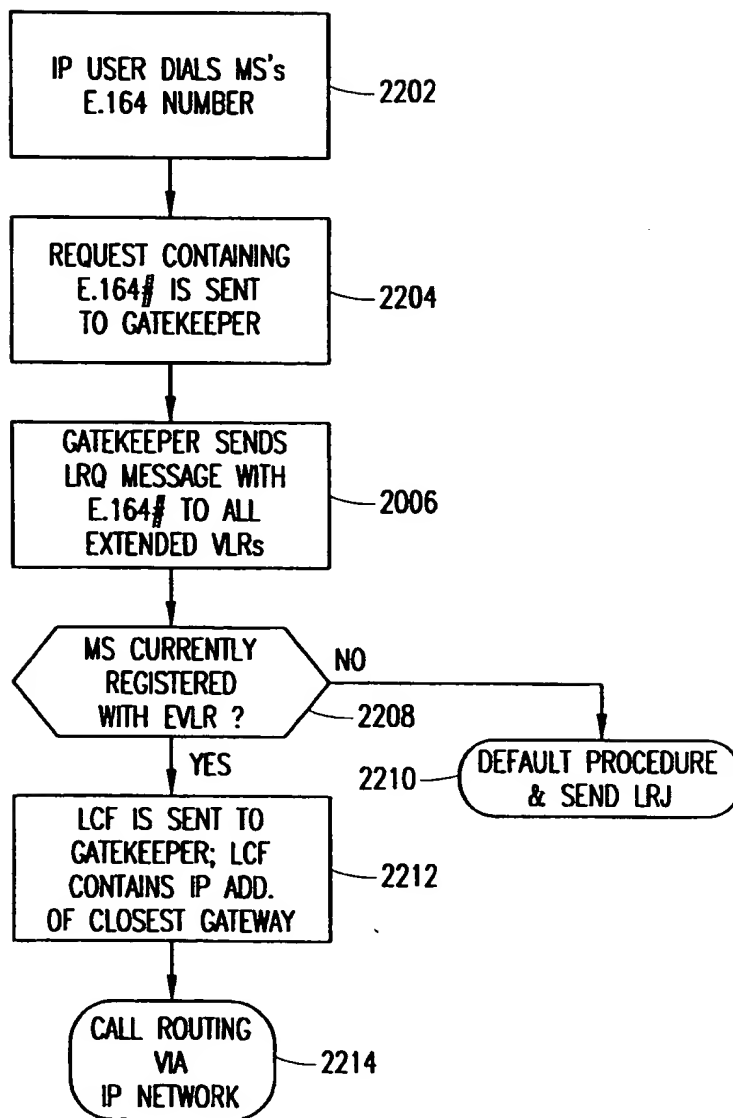 IP USER DIALS MS's
E.164 NUMBER
2202
REQUEST CONTAINING
E.164# IS SENT
TO GATEKEEPER
2204
GATEKEEPER SENDS
LRQ MESSAGE WITH
E.164# TO ALL
EXTENDED VLRs
2006
MS CURRENTLY
REGISTERED
WITH EVLR ?
2208
NO
YES
2210
DEFAULT PROCEDURE
& SEND LRJ
LCF IS SENT TO
GATEKEEPER; LCF
CONTAINS IP ADD.
OF CLOSEST GATEWAY
2212
CALL ROUTING
VIA
IP NETWORK
2214